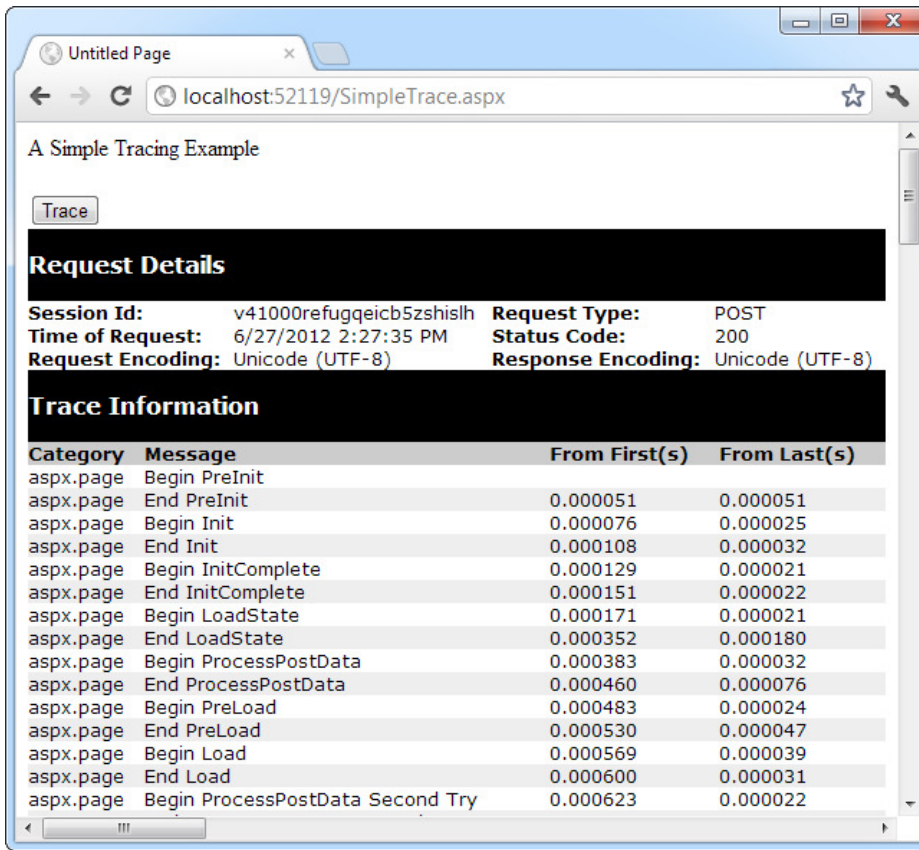 Untitled Page
localhost:52119/SimpleTrace.aspx
A Simple Tracing Example
Trace
Request Details
Session Id: v41000refugqeicb5zshislh Request Type: POST
Time of Request: 6/27/2012 2:27:35 PM Status Code: 200
Request Encoding: Unicode (UTF-8) Response Encoding: Unicode (UTF-8)
Trace Information
Category Message From First(s) From Last(s)
aspx.page Begin PreInit
aspx.page End PreInit 0.000051 0.000051
aspx.page Begin Init 0.000076 0.000025
aspx.page End Init 0.000108 0.000032
aspx.page Begin InitComplete 0.000129 0.000021
aspx.page End InitComplete 0.000151 0.000022
aspx.page Begin LoadState 0.000171 0.000021
aspx.page End LoadState 0.000352 0.000180
aspx.page Begin ProcessPostData 0.000383 0.000032
aspx.page End ProcessPostData 0.000460 0.000076
aspx.page Begin PreLoad 0.000483 0.000024
aspx.page End PreLoad 0.000530 0.000047
aspx.page Begin Load 0.000569 0.000039
aspx.page End Load 0.000600 0.000031
aspx.page Begin ProcessPostData Second Try 0.000623 0.000022